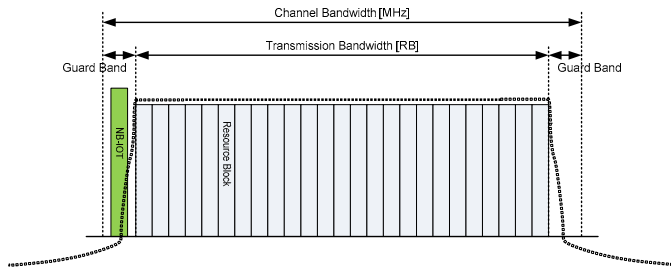 Channel Bandwidth [MHz]
Transmission Bandwidth [RB]
Guard Band
Guard Band
NB-IOT
Resource Block